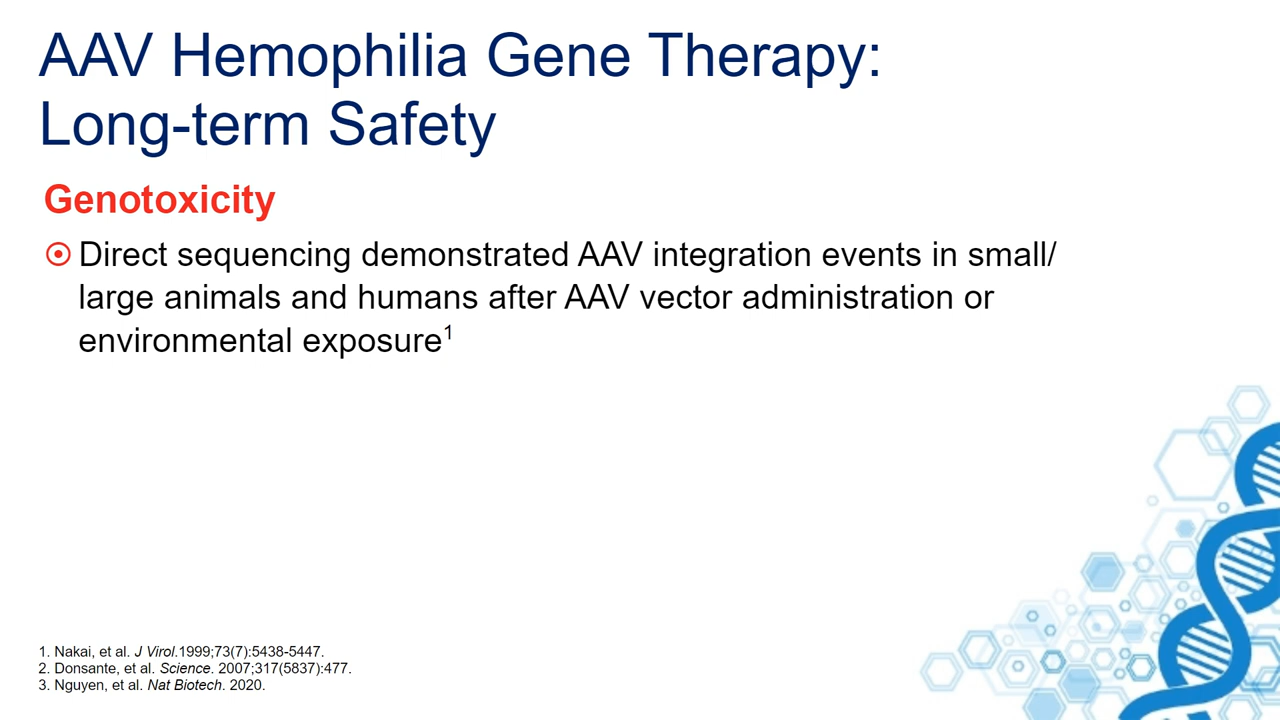 AAV Hemophilia Gene Therapy:
Long-term Safety
Genotoxicity
Direct sequencing demonstrated AAV integration events in small/
large animals and humans after AAV vector administration or
environmental exposure¹
1. Nakai, et al. J Virol.1999;73(7):5438-5447.
2. Donsante, et al. Science. 2007;317(5837):477.
3. Nguyen, et al. Nat Biotech. 2020.